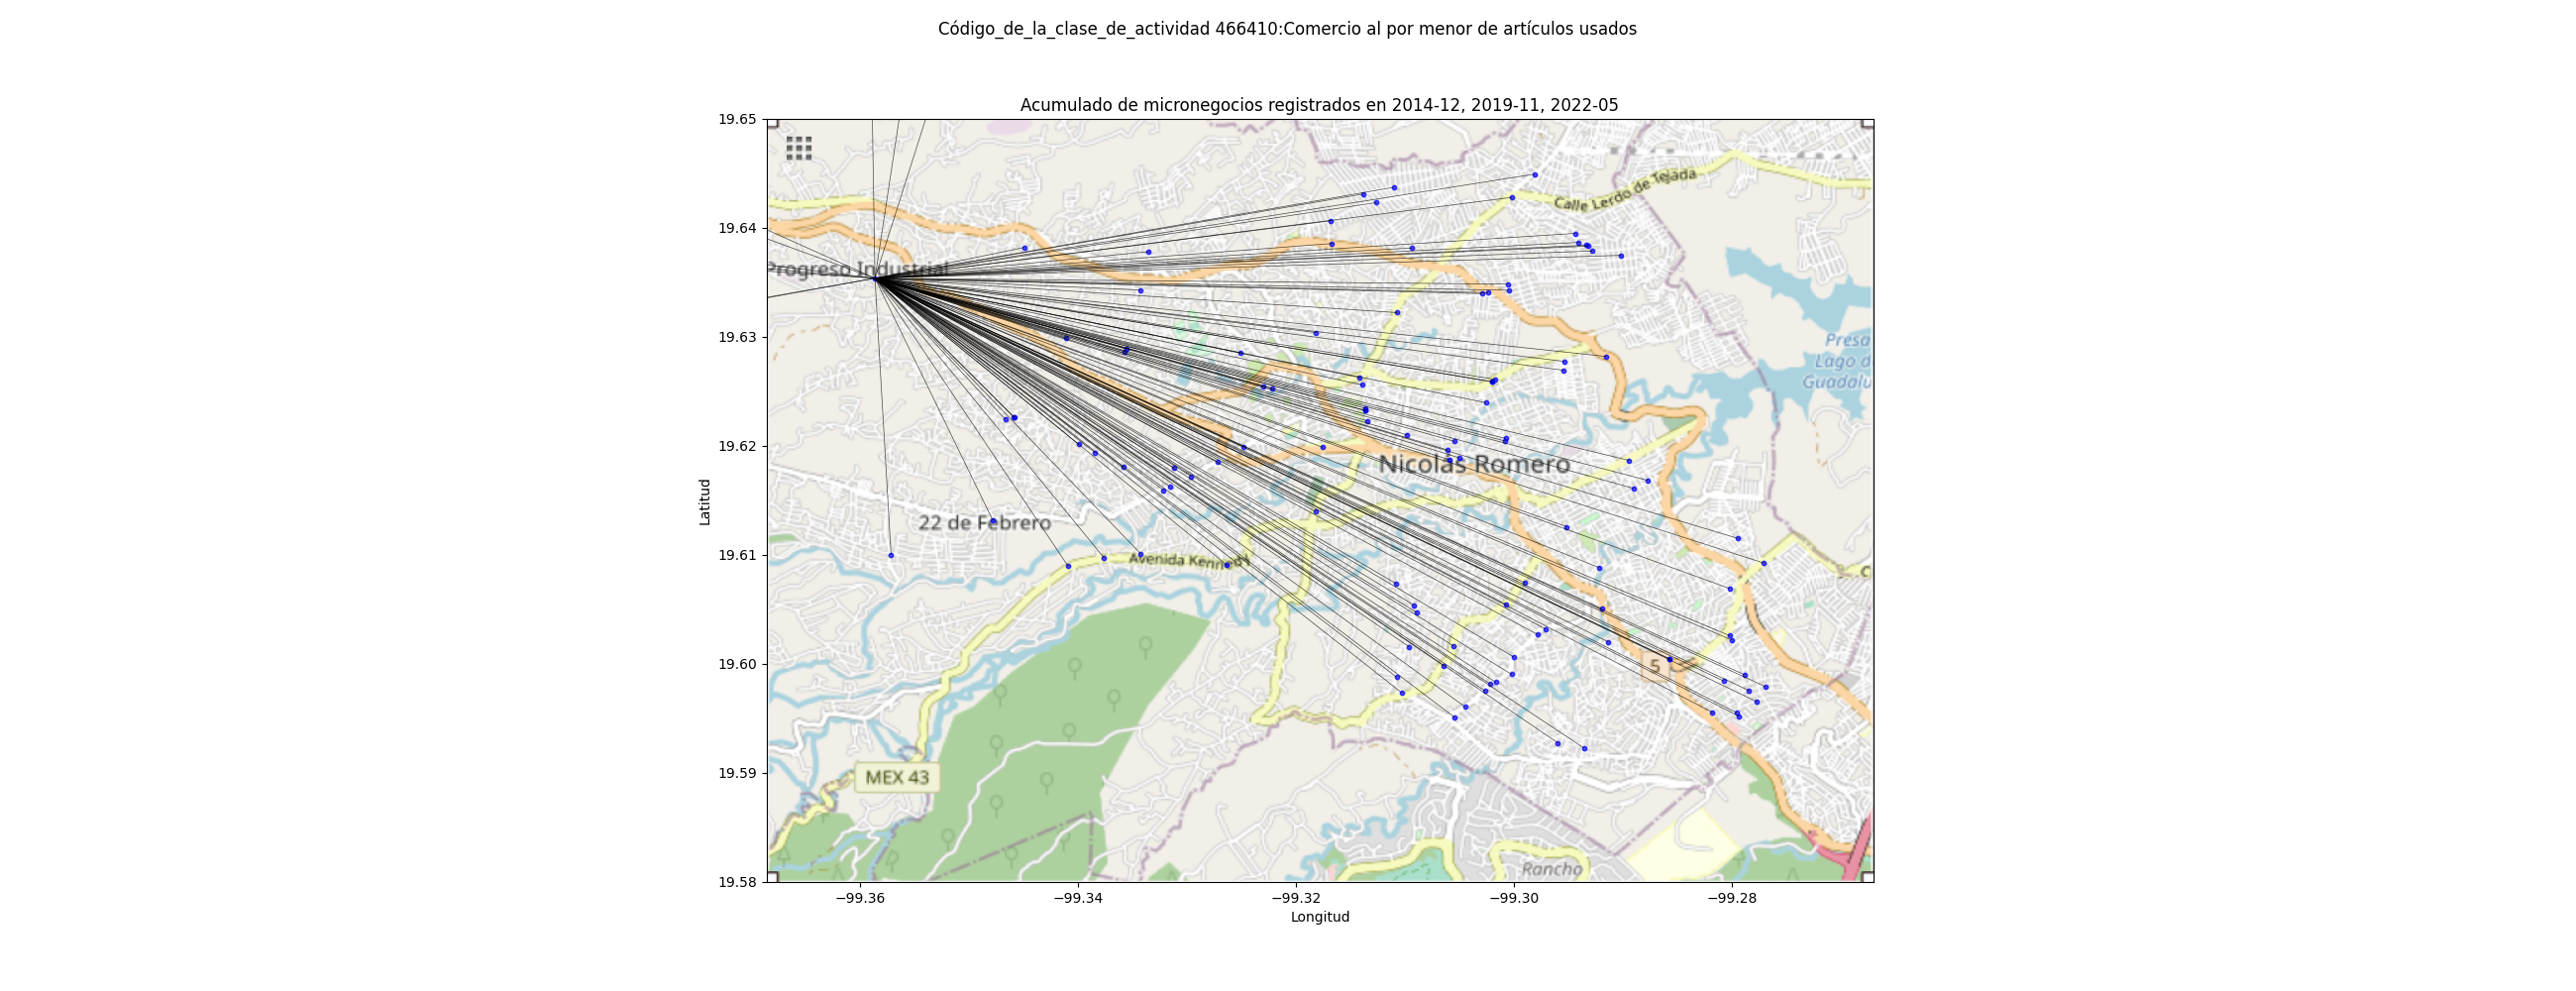 Código_de_la_clase_de_actividad 466410:Comercio al por menor de artículos usados
Acumulado de micronegocios registrados en 2014-12, 2019-11, 2022-05
19.65
19.64
19.63
19.62
19.61
19.60
19.59
19.58
Latitud
Calle Lerdo de Tejada
Progreso Industrial
Presa
Lago d
Guadalu
Nicolás Romero
22 de Febrero
Avenida Kennedy
C
5
MEX 43
Rancho
−99.36
−99.34
−99.32
−99.30
−99.28
Longitud